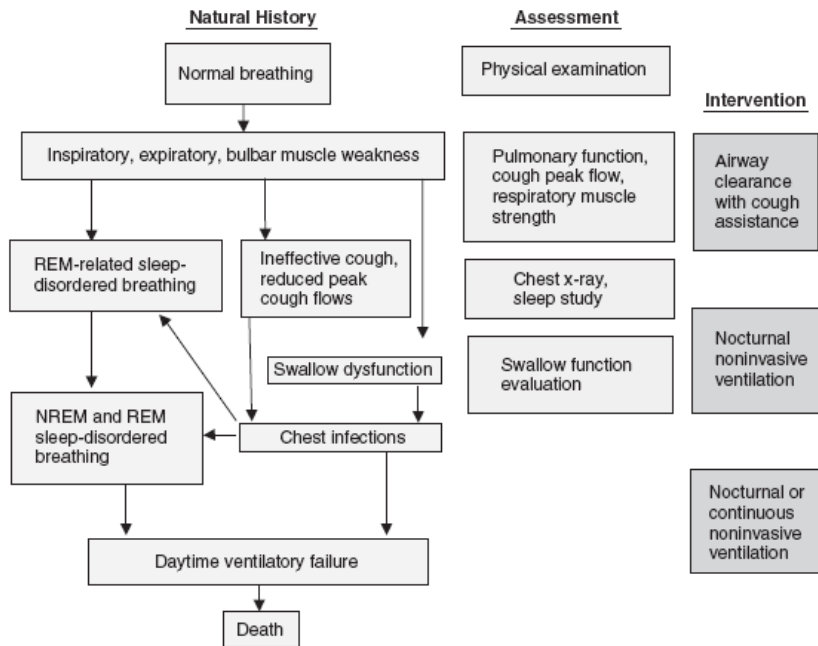 Natural History
Normal breathing
Inspiratory, expiratory, bulbar muscle weakness
REM-related sleep-
disordered breathing
Ineffective cough,
reduced peak
cough flows
Swallow dysfunction
NREM and REM
sleep-disordered
breathing
Chest infections
Daytime ventilatory failure
Death
Assessment
Physical examination
Pulmonary function,
cough peak flow,
respiratory muscle
strength
Chest x-ray,
sleep study
Swallow function
evaluation
Intervention
Airway
clearance
with cough
assistance
Nocturnal
noninvasive
ventilation
Nocturnal or
continuous
noninvasive
ventilation